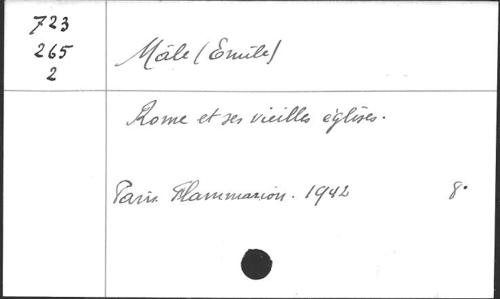 723
265
2
Mâle (Emile)
Rome et ses vieilles églises.
Paris. Flammarion. 1942 8°